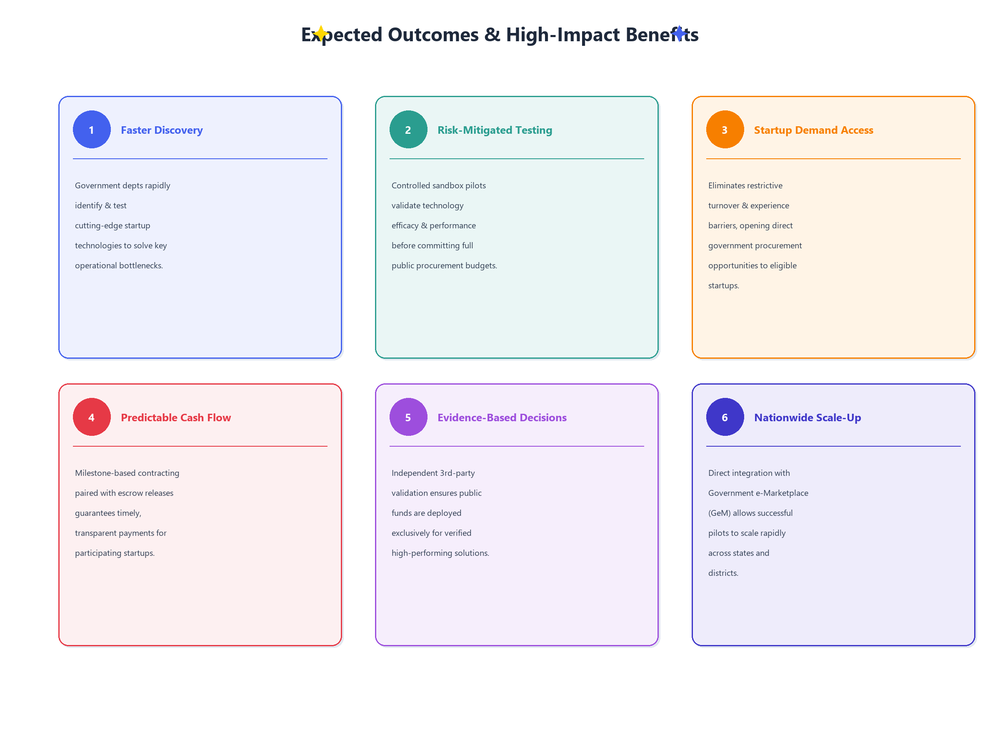 Expected Outcomes & High-Impact Benefits
1
Faster Discovery
Government depts rapidly
identify & test
cutting-edge startup
technologies to solve key
operational bottlenecks.
2
Risk-Mitigated Testing
Controlled sandbox pilots
validate technology
efficacy & performance
before committing full
public procurement budgets.
3
Startup Demand Access
Eliminates restrictive
turnover & experience
barriers, opening direct
government procurement
opportunities to eligible
startups.
4
Predictable Cash Flow
Milestone-based contracting
paired with escrow releases
guarantees timely,
transparent payments for
participating startups.
5
Evidence-Based Decisions
Independent 3rd-party
validation ensures public
funds are deployed
exclusively for verified
high-performing solutions.
6
Nationwide Scale-Up
Direct integration with
Government e-Marketplace
(GeM) allows successful
pilots to scale rapidly
across states and
districts.